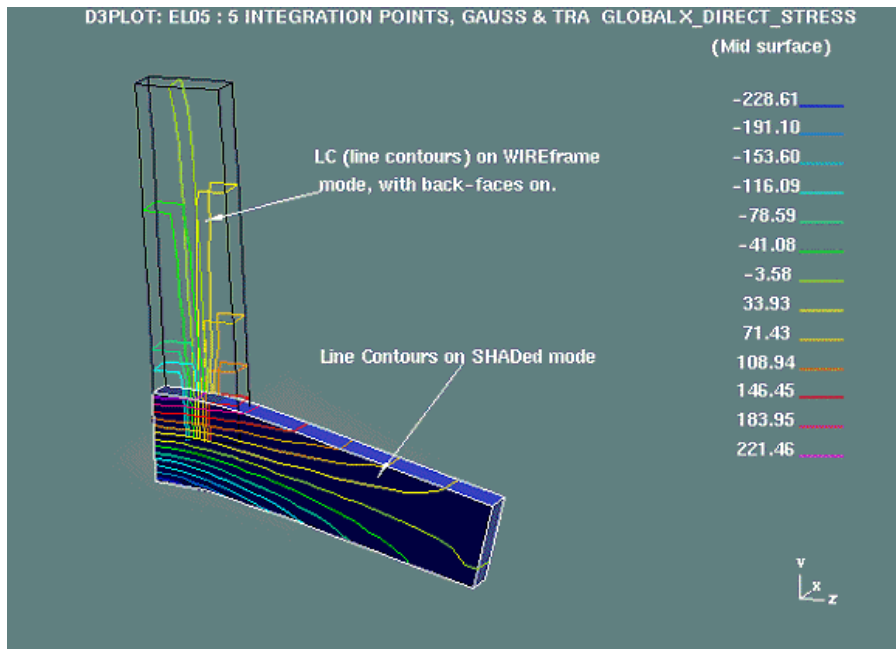 D3PLOT: EL05 : 5 INTEGRATION POINTS, GAUSS & TRA GLOBAL X_DIRECT_STRESS
(Mid surface)
-228.61
-191.10
-153.60
-116.09
-78.59
-41.08
-3.58
33.93
71.43
108.94
146.45
183.95
221.46
LC (line contours) on WIREframe
mode, with back-faces on.
Line Contours on SHADed mode
Y
X
Z